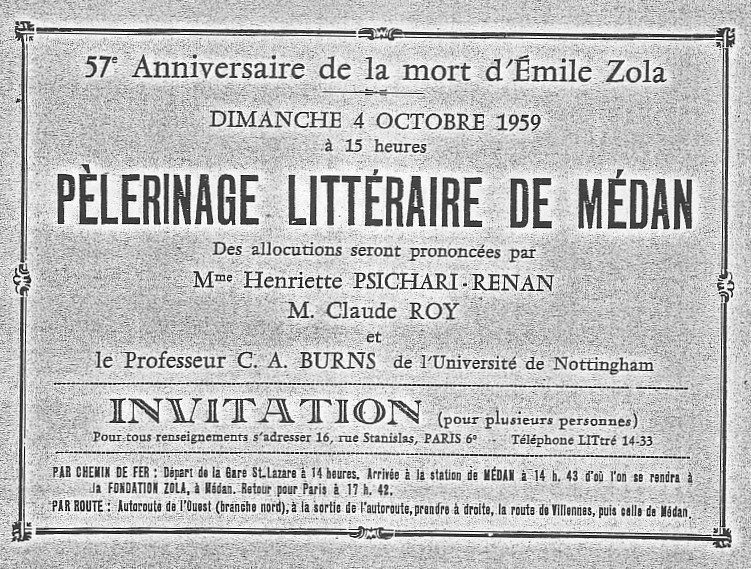 57e Anniversaire de la mort d'Émile Zola
DIMANCHE 4 OCTOBRE 1959
à 15 heures
PÈLERINAGE LITTÉRAIRE DE MÉDAN
Des allocutions seront prononcées par
Mme Henriette PSICHARI-RENAN
M. Claude ROY
et
le Professeur C. A. BURNS de l'Université de Nottingham
INVITATION (pour plusieurs personnes)
Pour tous renseignements s'adresser 16, rue Stanislas, PARIS 6e -- Téléphone LITtré 14-33
PAR CHEMIN DE FER : Départ de la Gare St. Lazare à 14 heures. Arrivée à la station de MÉDAN à 14 h. 43 d'où l'on se rendra à
la FONDATION ZOLA, à Médan. Retour pour Paris à 17 h. 42.
PAR ROUTE : Autoroute de l'Ouest (branche nord), à la sortie de l'autoroute, prendre à droite, la route de Villennes, puis celle de Médan.